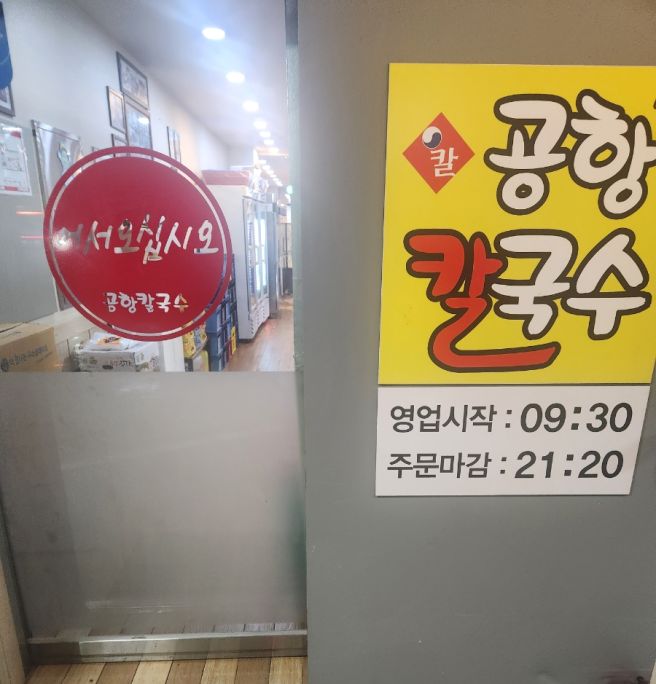 어서오십시오
공항칼국수
칼
공항
칼국수
영업시작 : 09:30
주문마감 : 21:20